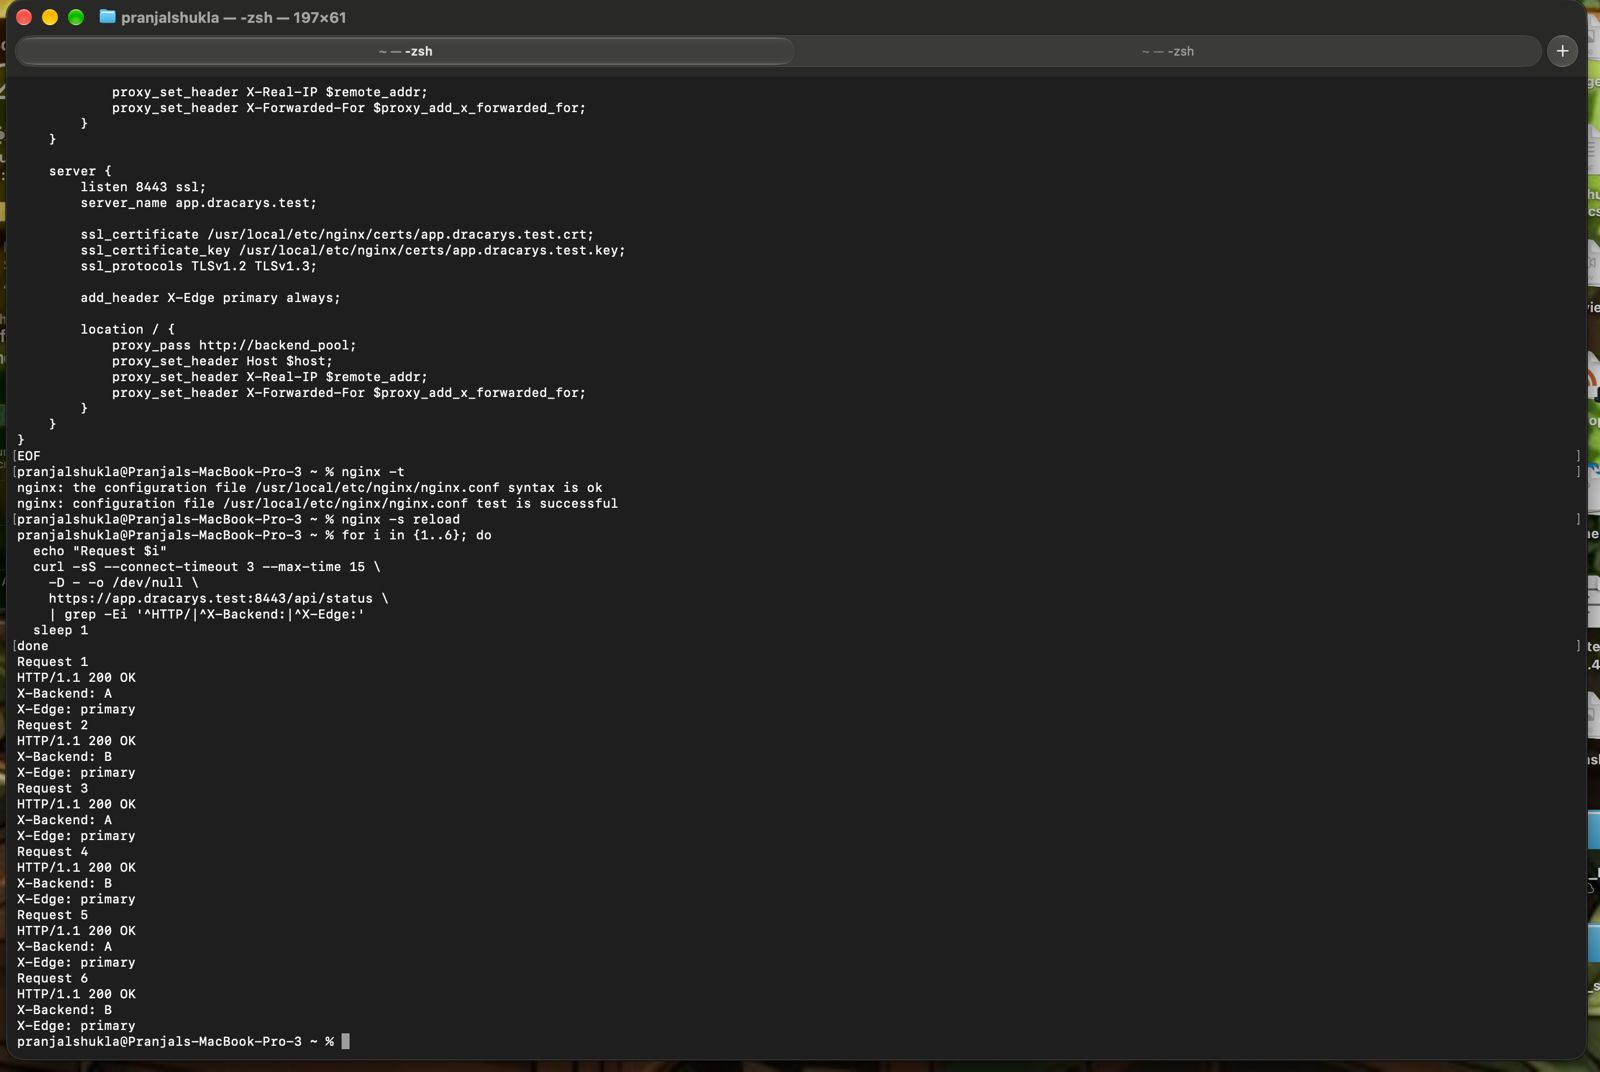 pranjalshukla — -zsh — 197×61
~ — -zsh
~ — -zsh
+
            proxy_set_header X-Real-IP $remote_addr;
            proxy_set_header X-Forwarded-For $proxy_add_x_forwarded_for;
        }
    }

    server {
        listen 8443 ssl;
        server_name app.dracarys.test;

        ssl_certificate /usr/local/etc/nginx/certs/app.dracarys.test.crt;
        ssl_certificate_key /usr/local/etc/nginx/certs/app.dracarys.test.key;
        ssl_protocols TLSv1.2 TLSv1.3;

        add_header X-Edge primary always;

        location / {
            proxy_pass http://backend_pool;
            proxy_set_header Host $host;
            proxy_set_header X-Real-IP $remote_addr;
            proxy_set_header X-Forwarded-For $proxy_add_x_forwarded_for;
        }
    }
}
[EOF ]
[pranjalshukla@Pranjals-MacBook-Pro-3 ~ % nginx -t ]
nginx: the configuration file /usr/local/etc/nginx/nginx.conf syntax is ok
nginx: configuration file /usr/local/etc/nginx/nginx.conf test is successful
[pranjalshukla@Pranjals-MacBook-Pro-3 ~ % nginx -s reload ]
pranjalshukla@Pranjals-MacBook-Pro-3 ~ % for i in {1..6}; do
  echo "Request $i"
  curl -sS --connect-timeout 3 --max-time 15 \
    -D - -o /dev/null \
    https://app.dracarys.test:8443/api/status \
    | grep -Ei '^HTTP/|^X-Backend:|^X-Edge:'
  sleep 1
[done ]
Request 1
HTTP/1.1 200 OK
X-Backend: A
X-Edge: primary
Request 2
HTTP/1.1 200 OK
X-Backend: B
X-Edge: primary
Request 3
HTTP/1.1 200 OK
X-Backend: A
X-Edge: primary
Request 4
HTTP/1.1 200 OK
X-Backend: B
X-Edge: primary
Request 5
HTTP/1.1 200 OK
X-Backend: A
X-Edge: primary
Request 6
HTTP/1.1 200 OK
X-Backend: B
X-Edge: primary
pranjalshukla@Pranjals-MacBook-Pro-3 ~ %